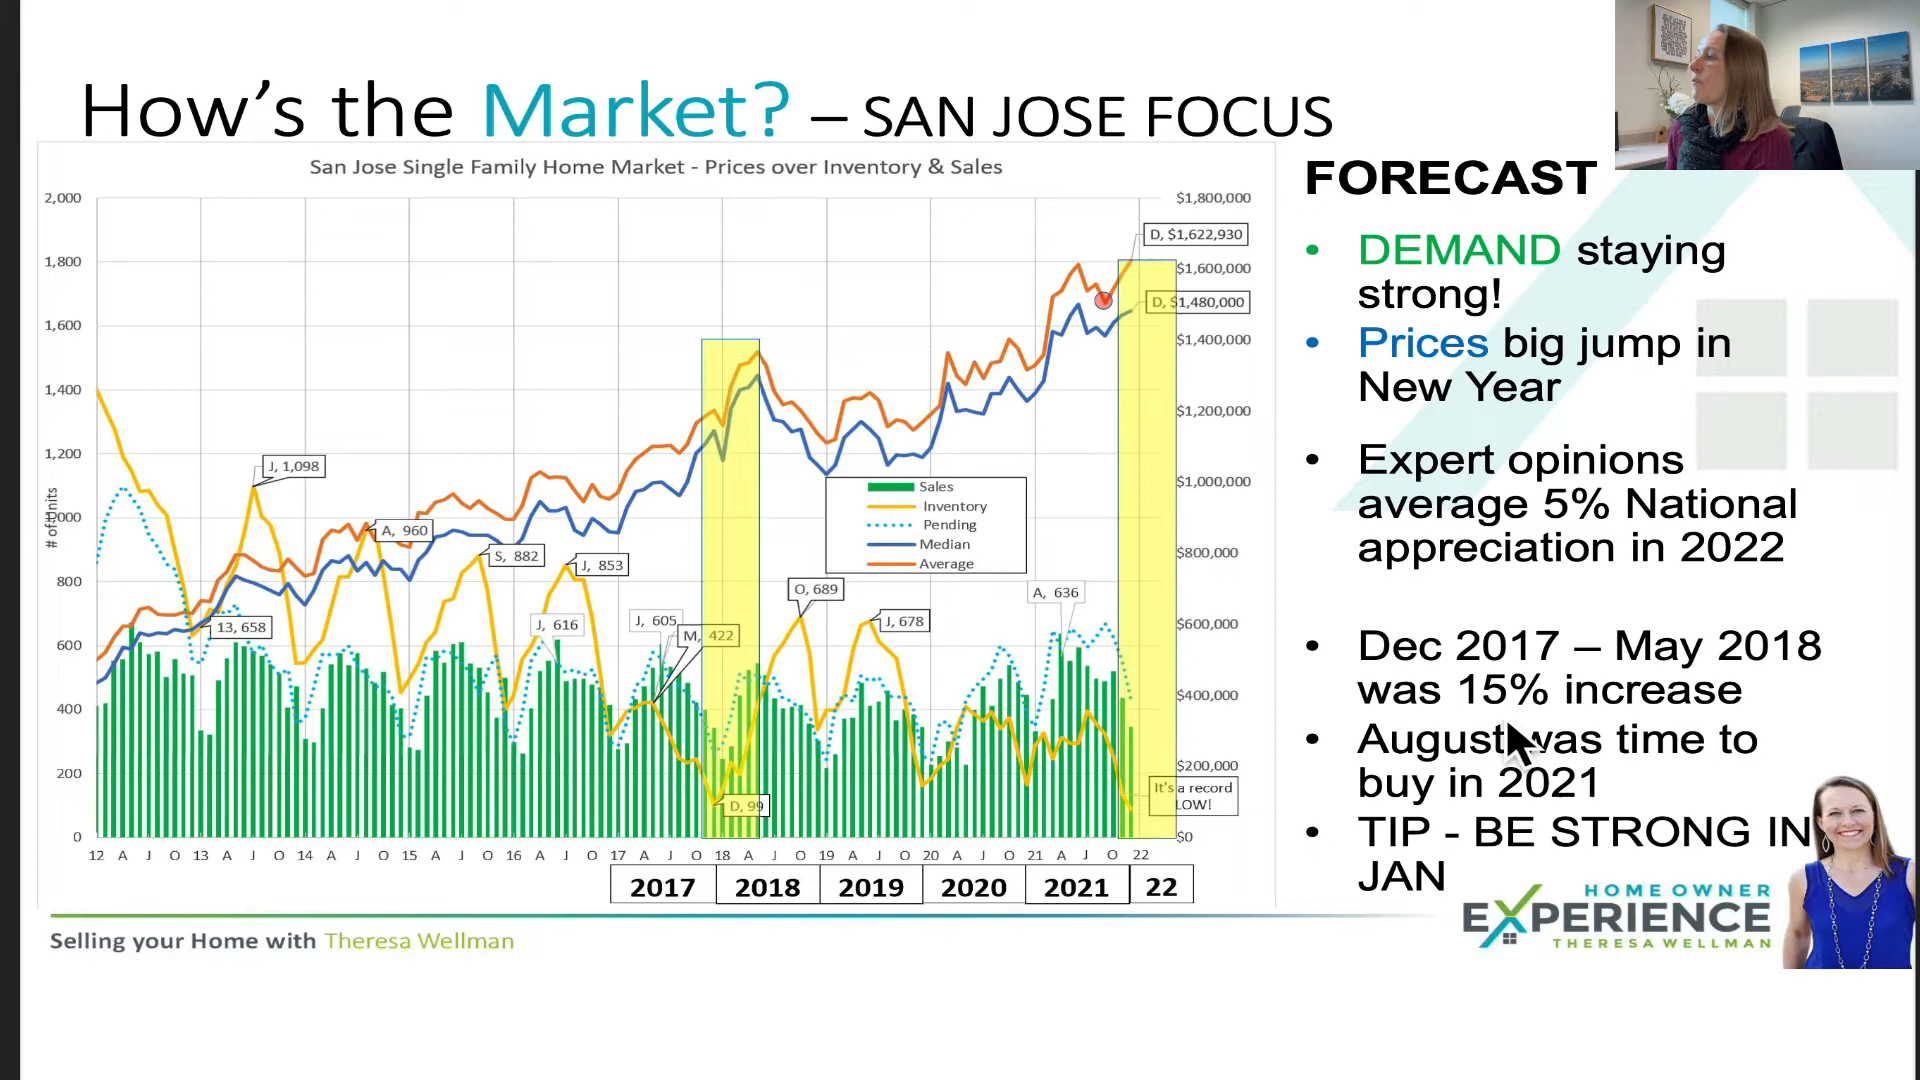 How's the Market? – SAN JOSE FOCUS
San Jose Single Family Home Market - Prices over Inventory & Sales
2,000
1,800
1,600
1,400
1,200
1,000
800
600
400
200
0
# of Units
$1,800,000
$1,600,000
$1,400,000
$1,200,000
$1,000,000
$800,000
$600,000
$400,000
$200,000
$0
D, $1,622,930
D, $1,480,000
J, 1,098
A, 960
S, 882
J, 853
13, 658
J, 616
J, 605
M, 422
D, 99
O, 689
J, 678
A, 636
It's a record
LOW!
Sales
Inventory
Pending
Median
Average
12 A J O 13 A J O 14 A J O 15 A J O 16 A J O 17 A J O 18 A J O 19 A J O 20 A J O 21 A J O 22
2017 2018 2019 2020 2021 22
FORECAST
• DEMAND staying
strong!
• Prices big jump in
New Year
• Expert opinions
average 5% National
appreciation in 2022
• Dec 2017 – May 2018
was 15% increase
• August was time to
buy in 2021
• TIP - BE STRONG IN
JAN
HOME OWNER
EXPERIENCE
THERESA WELLMAN
Selling your Home with Theresa Wellman